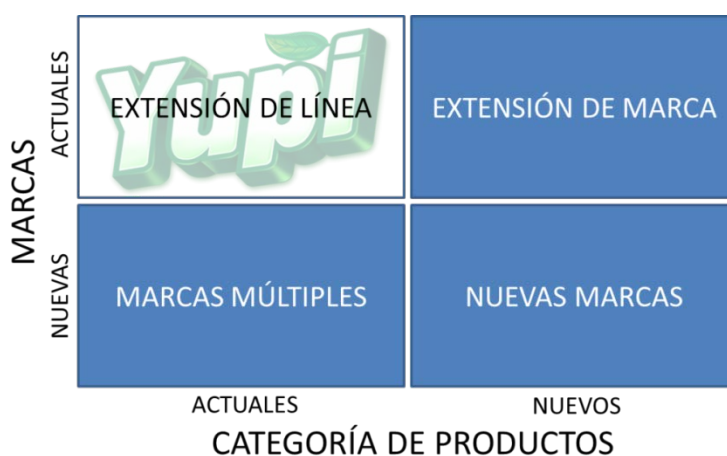 MARCAS
ACTUALES
NUEVAS
Yupi
EXTENSIÓN DE LÍNEA
EXTENSIÓN DE MARCA
MARCAS MÚLTIPLES
NUEVAS MARCAS
ACTUALES
NUEVOS
CATEGORÍA DE PRODUCTOS